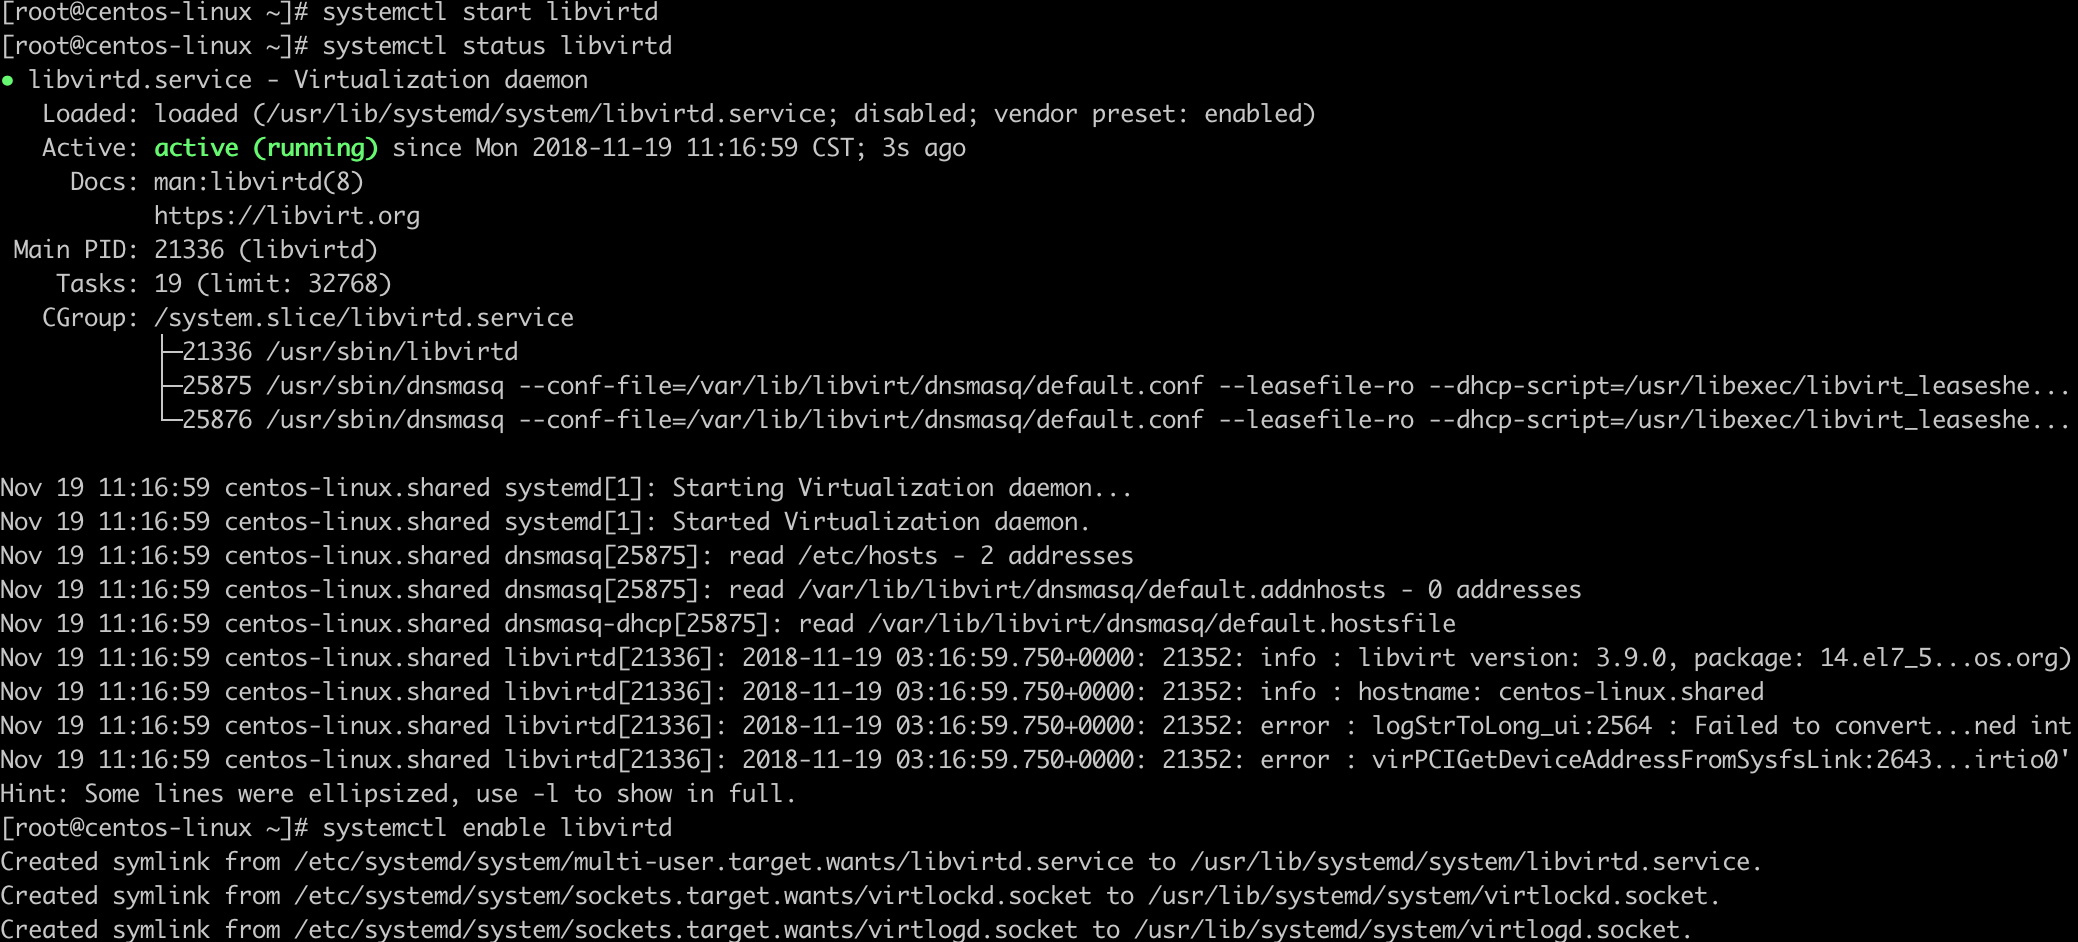 [root@centos-linux ~]# systemctl start libvirtd
[root@centos-linux ~]# systemctl status libvirtd
● libvirtd.service - Virtualization daemon
   Loaded: loaded (/usr/lib/systemd/system/libvirtd.service; disabled; vendor preset: enabled)
   Active: active (running) since Mon 2018-11-19 11:16:59 CST; 3s ago
     Docs: man:libvirtd(8)
           https://libvirt.org
 Main PID: 21336 (libvirtd)
    Tasks: 19 (limit: 32768)
   CGroup: /system.slice/libvirtd.service
           ├─21336 /usr/sbin/libvirtd
           ├─25875 /usr/sbin/dnsmasq --conf-file=/var/lib/libvirt/dnsmasq/default.conf --leasefile-ro --dhcp-script=/usr/libexec/libvirt_leaseshe...
           └─25876 /usr/sbin/dnsmasq --conf-file=/var/lib/libvirt/dnsmasq/default.conf --leasefile-ro --dhcp-script=/usr/libexec/libvirt_leaseshe...

Nov 19 11:16:59 centos-linux.shared systemd[1]: Starting Virtualization daemon...
Nov 19 11:16:59 centos-linux.shared systemd[1]: Started Virtualization daemon.
Nov 19 11:16:59 centos-linux.shared dnsmasq[25875]: read /etc/hosts - 2 addresses
Nov 19 11:16:59 centos-linux.shared dnsmasq[25875]: read /var/lib/libvirt/dnsmasq/default.addnhosts - 0 addresses
Nov 19 11:16:59 centos-linux.shared dnsmasq-dhcp[25875]: read /var/lib/libvirt/dnsmasq/default.hostsfile
Nov 19 11:16:59 centos-linux.shared libvirtd[21336]: 2018-11-19 03:16:59.750+0000: 21352: info : libvirt version: 3.9.0, package: 14.el7_5...os.org)
Nov 19 11:16:59 centos-linux.shared libvirtd[21336]: 2018-11-19 03:16:59.750+0000: 21352: info : hostname: centos-linux.shared
Nov 19 11:16:59 centos-linux.shared libvirtd[21336]: 2018-11-19 03:16:59.750+0000: 21352: error : logStrToLong_ui:2564 : Failed to convert...ned int
Nov 19 11:16:59 centos-linux.shared libvirtd[21336]: 2018-11-19 03:16:59.750+0000: 21352: error : virPCIGetDeviceAddressFromSysfsLink:2643...irtio0'
Hint: Some lines were ellipsized, use -l to show in full.
[root@centos-linux ~]# systemctl enable libvirtd
Created symlink from /etc/systemd/system/multi-user.target.wants/libvirtd.service to /usr/lib/systemd/system/libvirtd.service.
Created symlink from /etc/systemd/system/sockets.target.wants/virtlockd.socket to /usr/lib/systemd/system/virtlockd.socket.
Created symlink from /etc/systemd/system/sockets.target.wants/virtlogd.socket to /usr/lib/systemd/system/virtlogd.socket.